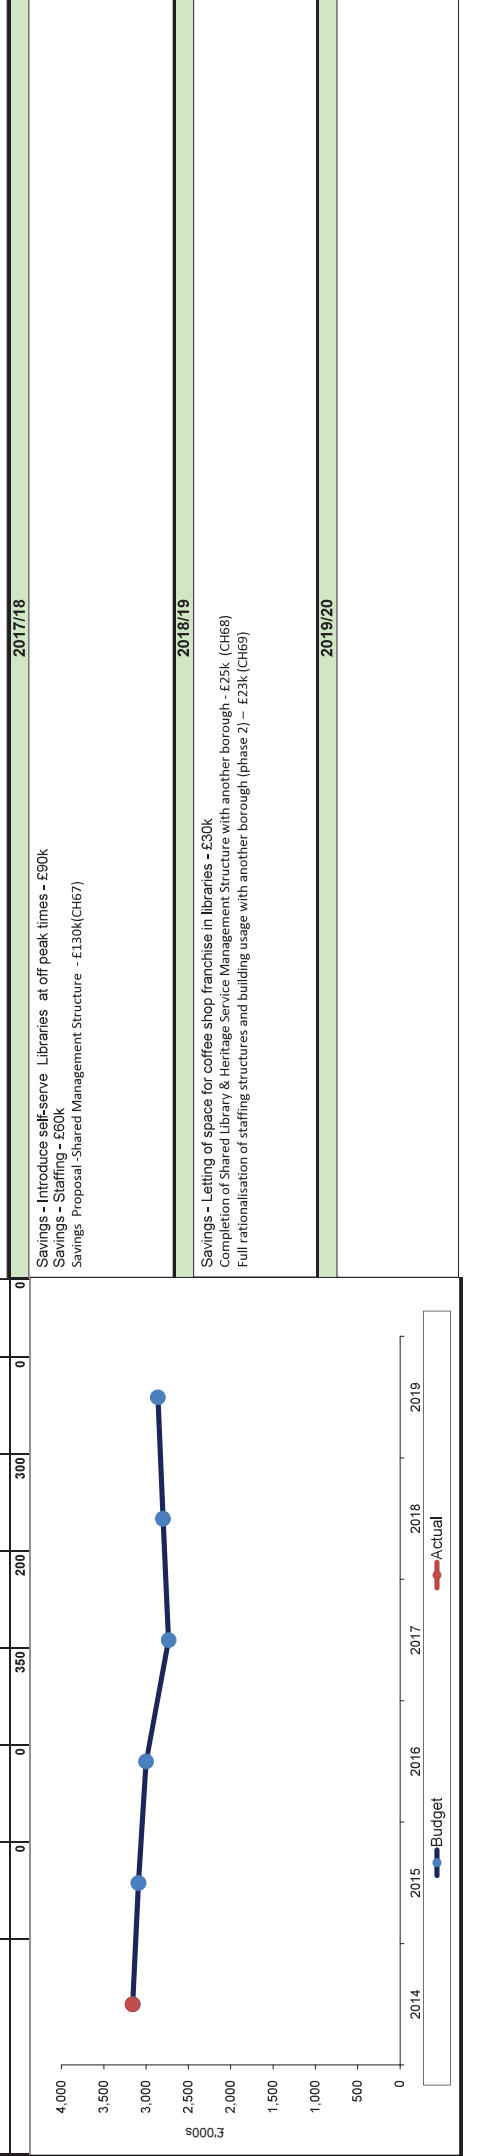 0 0 350 200 300 0 0
4,000
3,500
3,000
2,500
2,000
1,500
1,000
500
0
£'000s
2014 2015 2016 2017 2018 2019
Budget Actual
2017/18
Savings - Introduce self-serve Libraries at off peak times - £90k
Savings - Staffing - £60k
Savings Proposal -Shared Management Structure - £130k(CH67)
2018/19
Savings - Letting of space for coffee shop franchise in libraries - £30k
Completion of Shared Library & Heritage Service Management Structure with another borough - £25k (CH68)
Full rationalisation of staffing structures and building usage with another borough (phase 2) – £23k (CH69)
2019/20